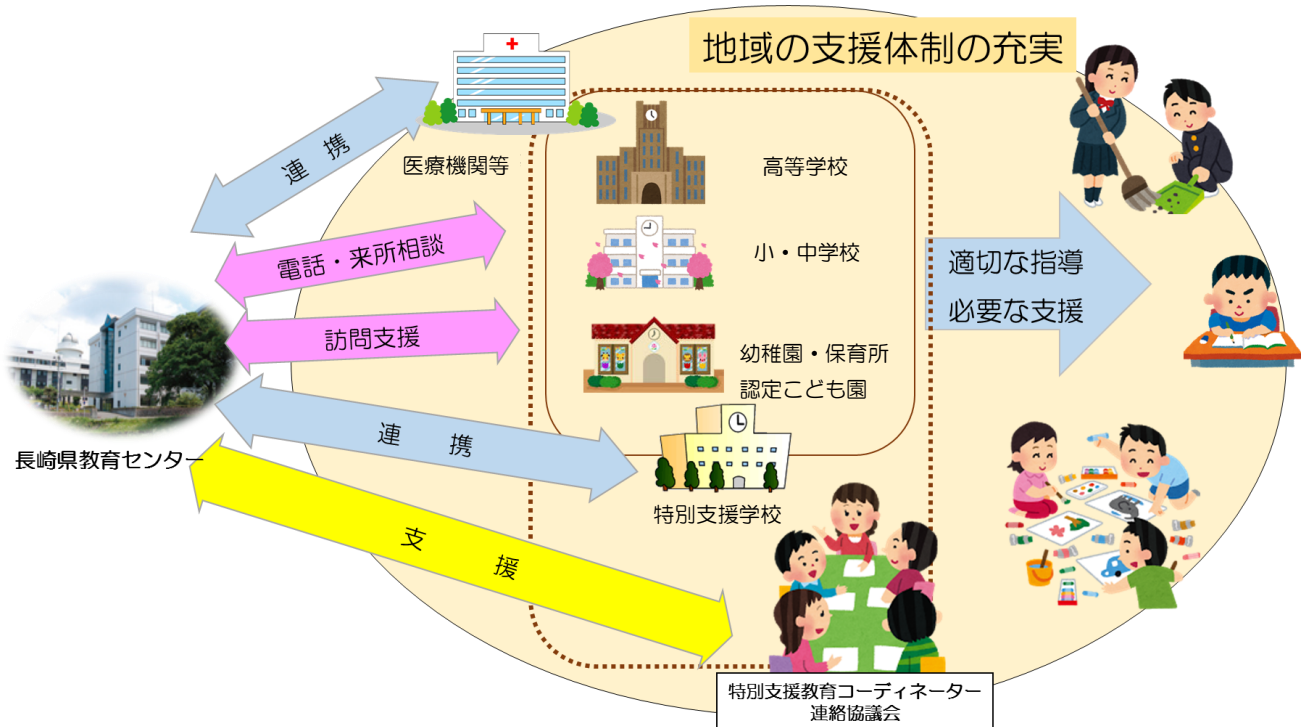 地域の支援体制の充実
連携
医療機関等
高等学校
電話・来所相談
小・中学校
適切な指導
必要な支援
訪問支援
幼稚園・保育所
認定こども園
連携
長崎県教育センター
特別支援学校
支援
特別支援教育コーディネーター
連絡協議会